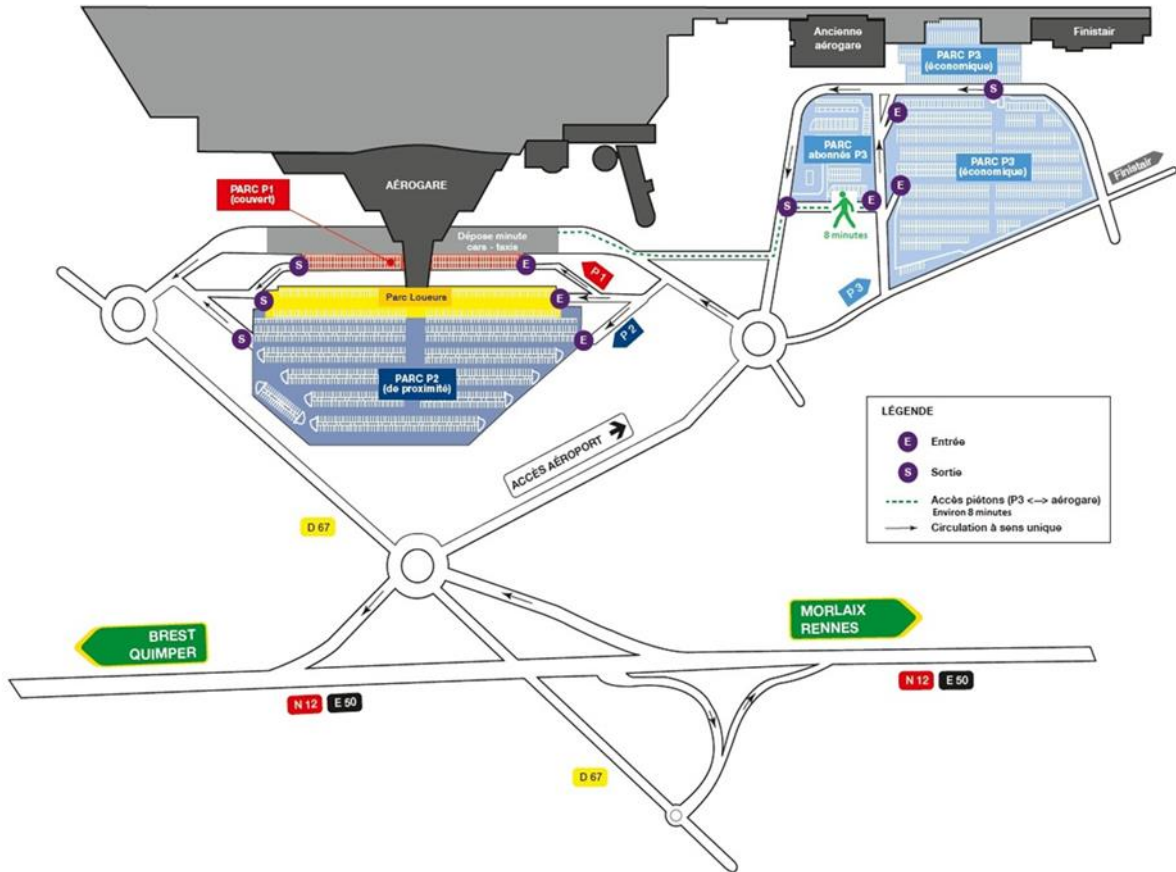 Ancienne
aérogare
Finistair
PARC P3
(économique)
S
E
PARC
abonnés P3
PARC P3
(économique)
E
Finistair
AÉROGARE
PARC P1
(couvert)
S
E
8 minutes
Dépose minute
cars - taxis
S
E
P1
P3
Parc Loueurs
S
E
S
E
P2
PARC P2
(de proximité)
LÉGENDE
E Entrée
S Sortie
ACCÈS AÉROPORT
Accès piétons (P3 <--> aérogare)
Environ 8 minutes
Circulation à sens unique
D 67
MORLAIX
RENNES
BREST
QUIMPER
N 12 E 50
N 12 E 50
D 67